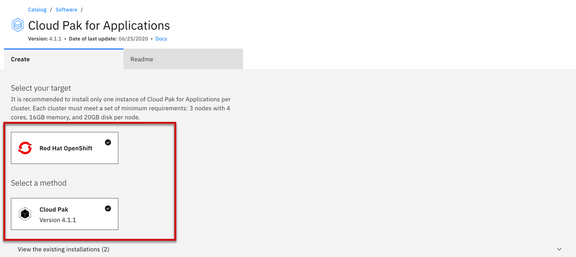 Catalog / Software /
Cloud Pak for Applications
Version: 4.1.1 • Date of last update: 06/25/2020 • Docs
Create
Readme
Select your target
It is recommended to install only one instance of Cloud Pak for Applications per
cluster. Each cluster must meet a set of minimum requirements: 3 nodes with 4
cores, 16GB memory, and 20GB disk per node.
Red Hat OpenShift
Select a method
Cloud Pak
Version 4.1.1
View the existing installations (2)